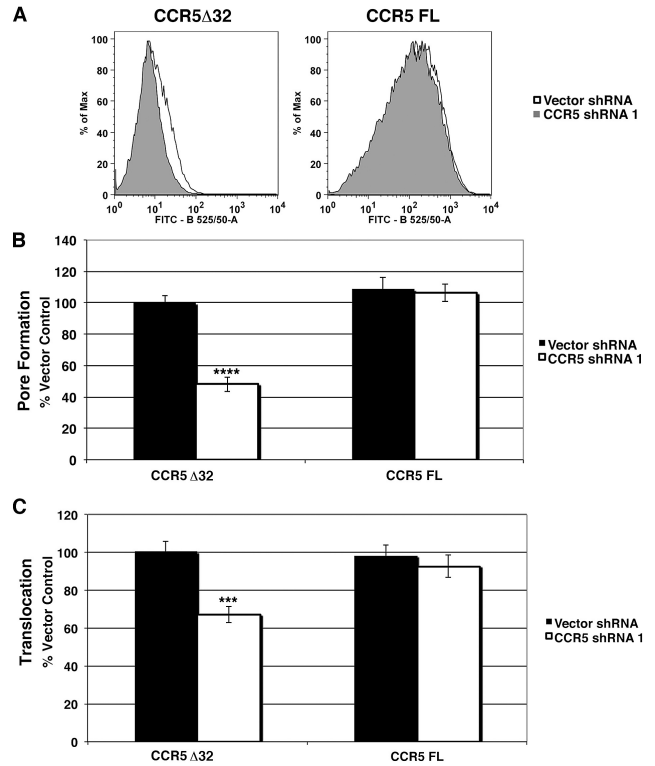 A
CCR5Δ32
CCR5 FL
% of Max
100
80
60
40
20
0
10⁰ 10¹ 10² 10³ 10⁴
FITC - B 525/50-A
% of Max
100
80
60
40
20
0
10⁰ 10¹ 10² 10³ 10⁴
FITC - B 525/50-A
Vector shRNA
CCR5 shRNA 1
B
Pore Formation
% Vector Control
140
120
100
80
60
40
20
0
****
CCR5 Δ32
CCR5 FL
Vector shRNA
CCR5 shRNA 1
C
Translocation
% Vector Control
120
100
80
60
40
20
0
***
CCR5 Δ32
CCR5 FL
Vector shRNA
CCR5 shRNA 1